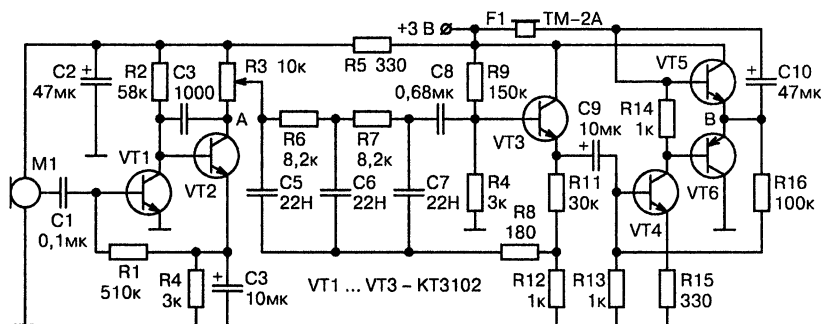 +3 В
F1
ТМ-2А
C2
47мк
R2
58к
C3
1000
R3 10к
A
R5 330
C8
0,68мк
R9
150к
VT5
C10
47мк
R6
8,2к
R7
8,2к
VT3
C9
10мк
R14
1к
B
VT1
VT2
М1
C1
0,1мк
C5
22Н
C6
22Н
C7
22Н
R4
3к
R11
30к
VT4
VT6
R16
100к
R8
180
R1
510к
R4
3к
C3
10мк
VT1 ... VT3 – КТ3102
R12
1к
R13
1к
R15
330